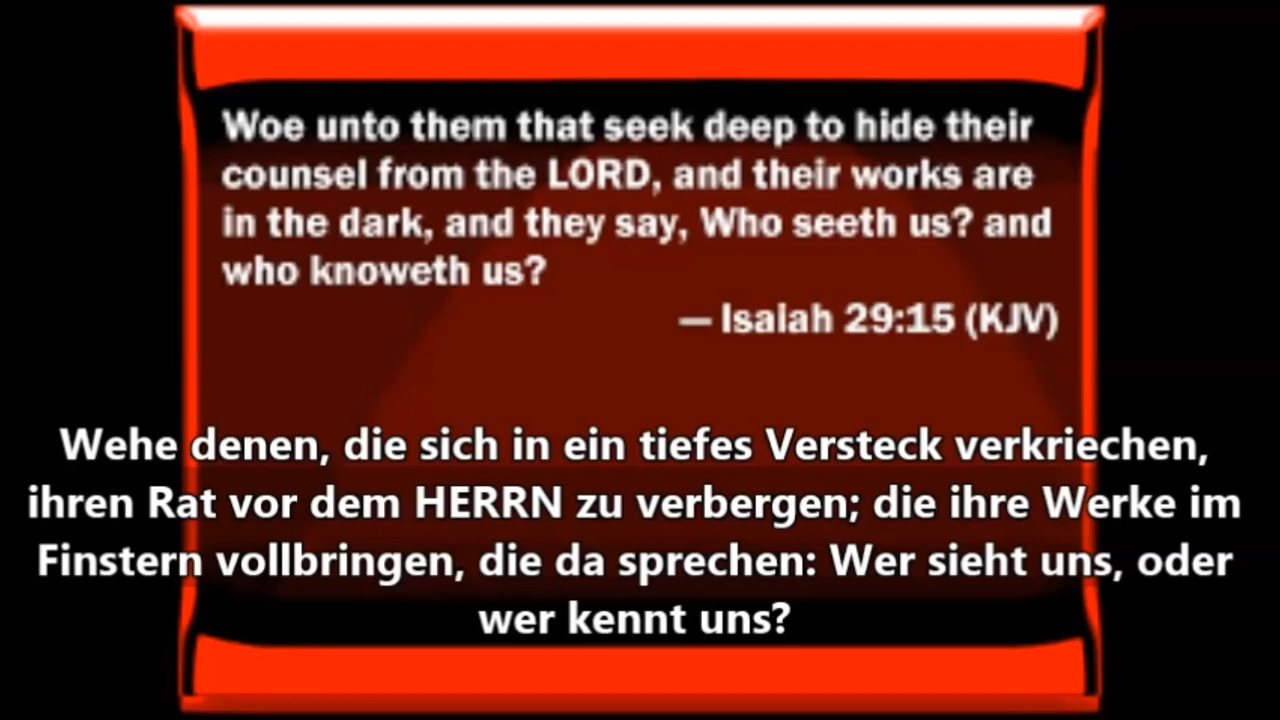 Woe unto them that seek deep to hide their
counsel from the LORD, and their works are
in the dark, and they say, Who seeth us? and
who knoweth us?
— Isaiah 29:15 (KJV)
Wehe denen, die sich in ein tiefes Versteck verkriechen,
ihren Rat vor dem HERRN zu verbergen; die ihre Werke im
Finstern vollbringen, die da sprechen: Wer sieht uns, oder
wer kennt uns?